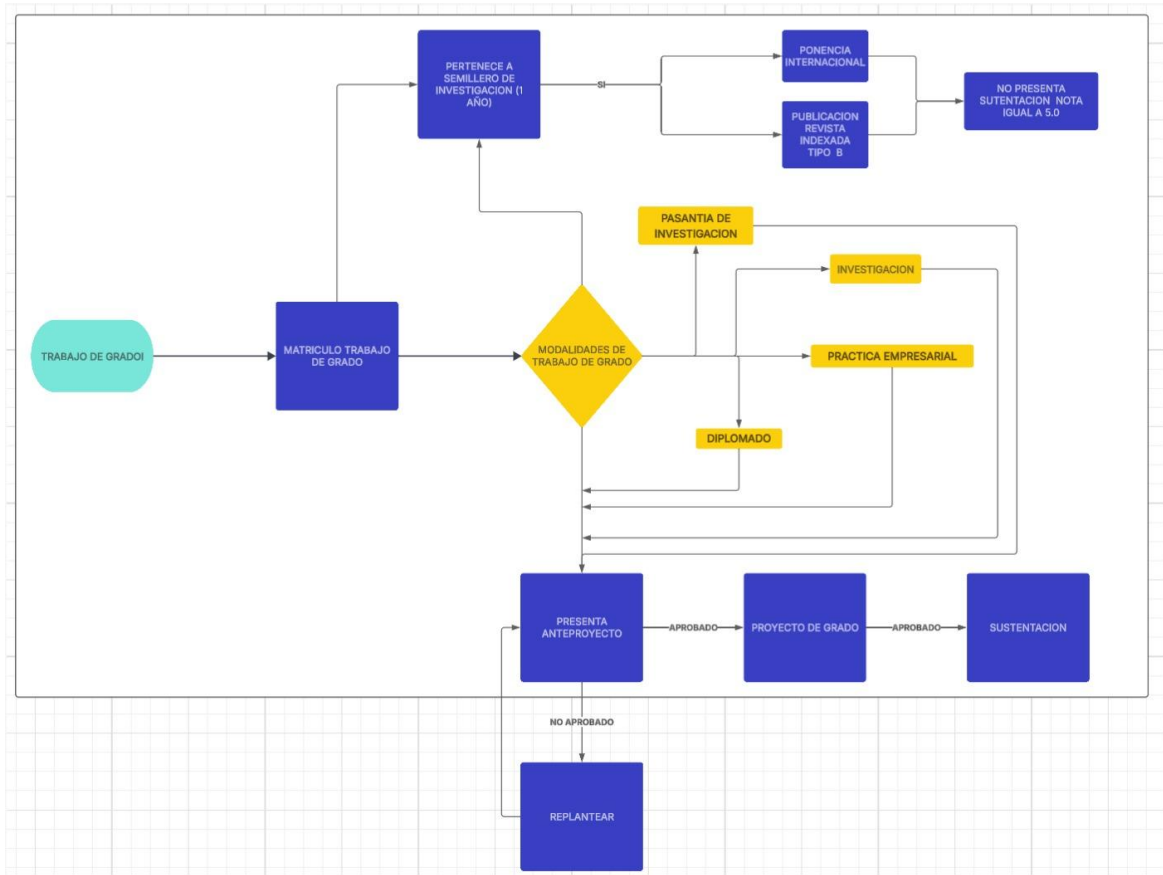 PERTENECE A
SEMILLERO DE
INVESTIGACION (1
AÑO)
SI
PONENCIA
INTERNACIONAL
PUBLICACION
REVISTA
INDEXADA
TIPO B
NO PRESENTA
SUTENTACION NOTA
IGUAL A 5.0
PASANTIA DE
INVESTIGACION
INVESTIGACION
TRABAJO DE GRADOI
MATRICULO TRABAJO
DE GRADO
MODALIDADES DE
TRABAJO DE GRADO
PRACTICA EMPRESARIAL
DIPLOMADO
PRESENTA
ANTEPROYECTO
APROBADO
PROYECTO DE GRADO
APROBADO
SUSTENTACION
NO APROBADO
REPLANTEAR